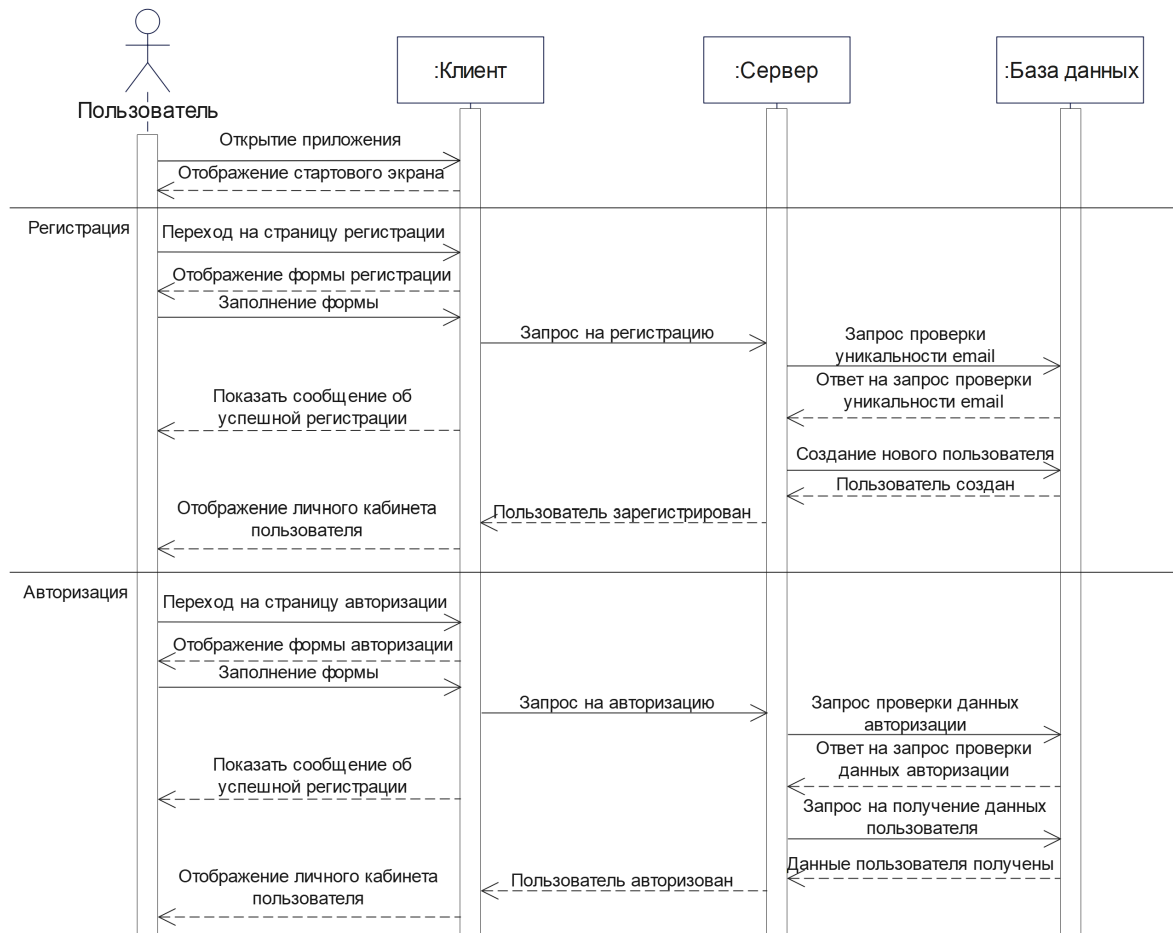 Пользователь
:Клиент
:Сервер
:База данных
Открытие приложения
Отображение стартового экрана
Регистрация
Переход на страницу регистрации
Отображение формы регистрации
Заполнение формы
Запрос на регистрацию
Запрос проверки
уникальности email
Ответ на запрос проверки
уникальности email
Показать сообщение об
успешной регистрации
Создание нового пользователя
Пользователь создан
Отображение личного кабинета
пользователя
Пользователь зарегистрирован
Авторизация
Переход на страницу авторизации
Отображение формы авторизации
Заполнение формы
Запрос на авторизацию
Запрос проверки данных
авторизации
Ответ на запрос проверки
данных авторизации
Показать сообщение об
успешной регистрации
Запрос на получение данных
пользователя
Данные пользователя получены
Отображение личного кабинета
пользователя
Пользователь авторизован